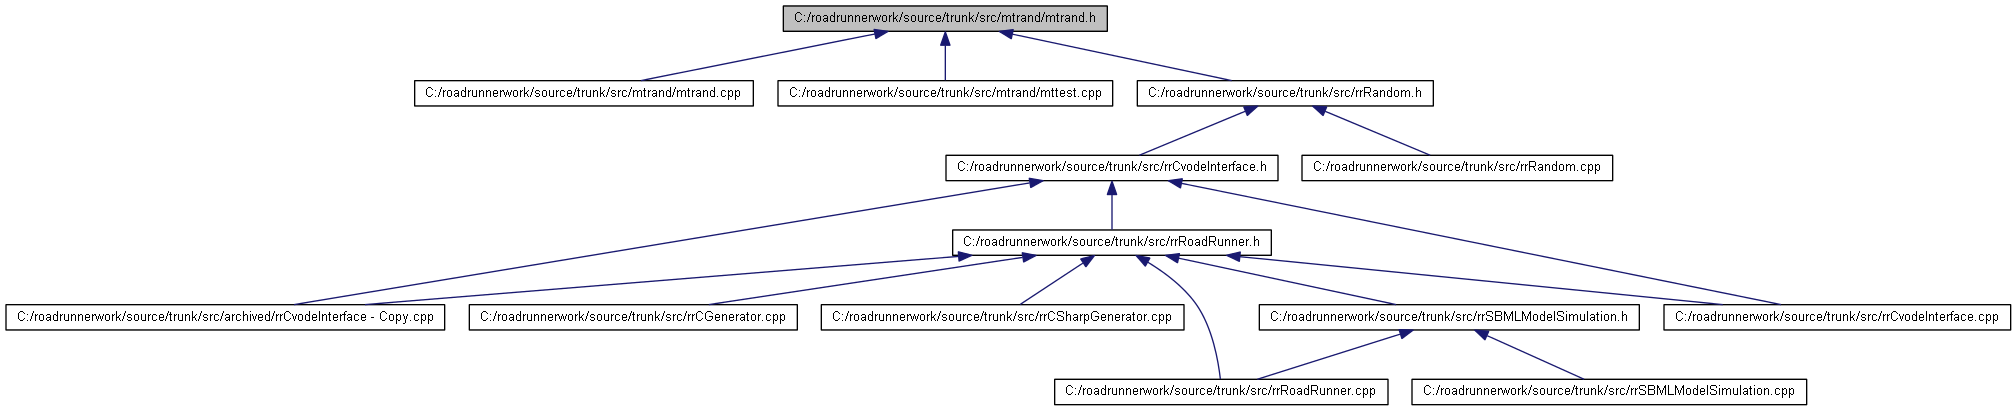 C:/roadrunnerwork/source/trunk/src/mtrand/mtrand.h
C:/roadrunnerwork/source/trunk/src/mtrand/mtrand.cpp
C:/roadrunnerwork/source/trunk/src/mtrand/mttest.cpp
C:/roadrunnerwork/source/trunk/src/rrRandom.h
C:/roadrunnerwork/source/trunk/src/rrCvodeInterface.h
C:/roadrunnerwork/source/trunk/src/rrRandom.cpp
C:/roadrunnerwork/source/trunk/src/rrRoadRunner.h
C:/roadrunnerwork/source/trunk/src/archived/rrCvodeInterface - Copy.cpp
C:/roadrunnerwork/source/trunk/src/rrCGenerator.cpp
C:/roadrunnerwork/source/trunk/src/rrCSharpGenerator.cpp
C:/roadrunnerwork/source/trunk/src/rrSBMLModelSimulation.h
C:/roadrunnerwork/source/trunk/src/rrCvodeInterface.cpp
C:/roadrunnerwork/source/trunk/src/rrRoadRunner.cpp
C:/roadrunnerwork/source/trunk/src/rrSBMLModelSimulation.cpp